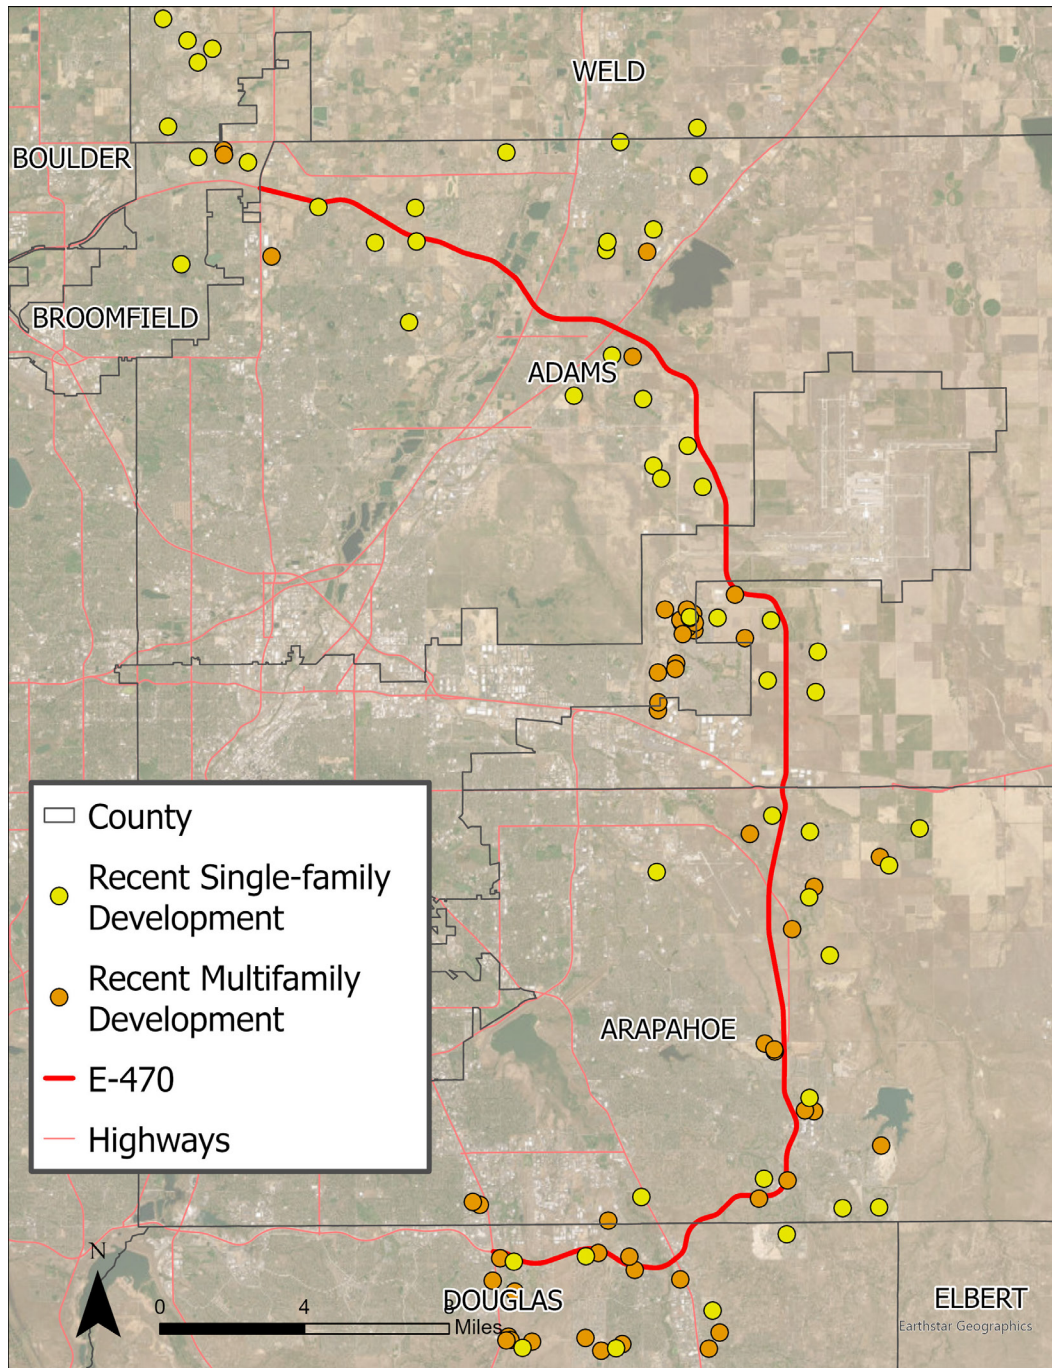 WELD
BOULDER
BROOMFIELD
ADAMS
County
Recent Single-family
Development
Recent Multifamily
Development
E-470
Highways
ARAPAHOE
N
0 4 8
Miles
DOUGLAS
ELBERT
Earthstar Geographics